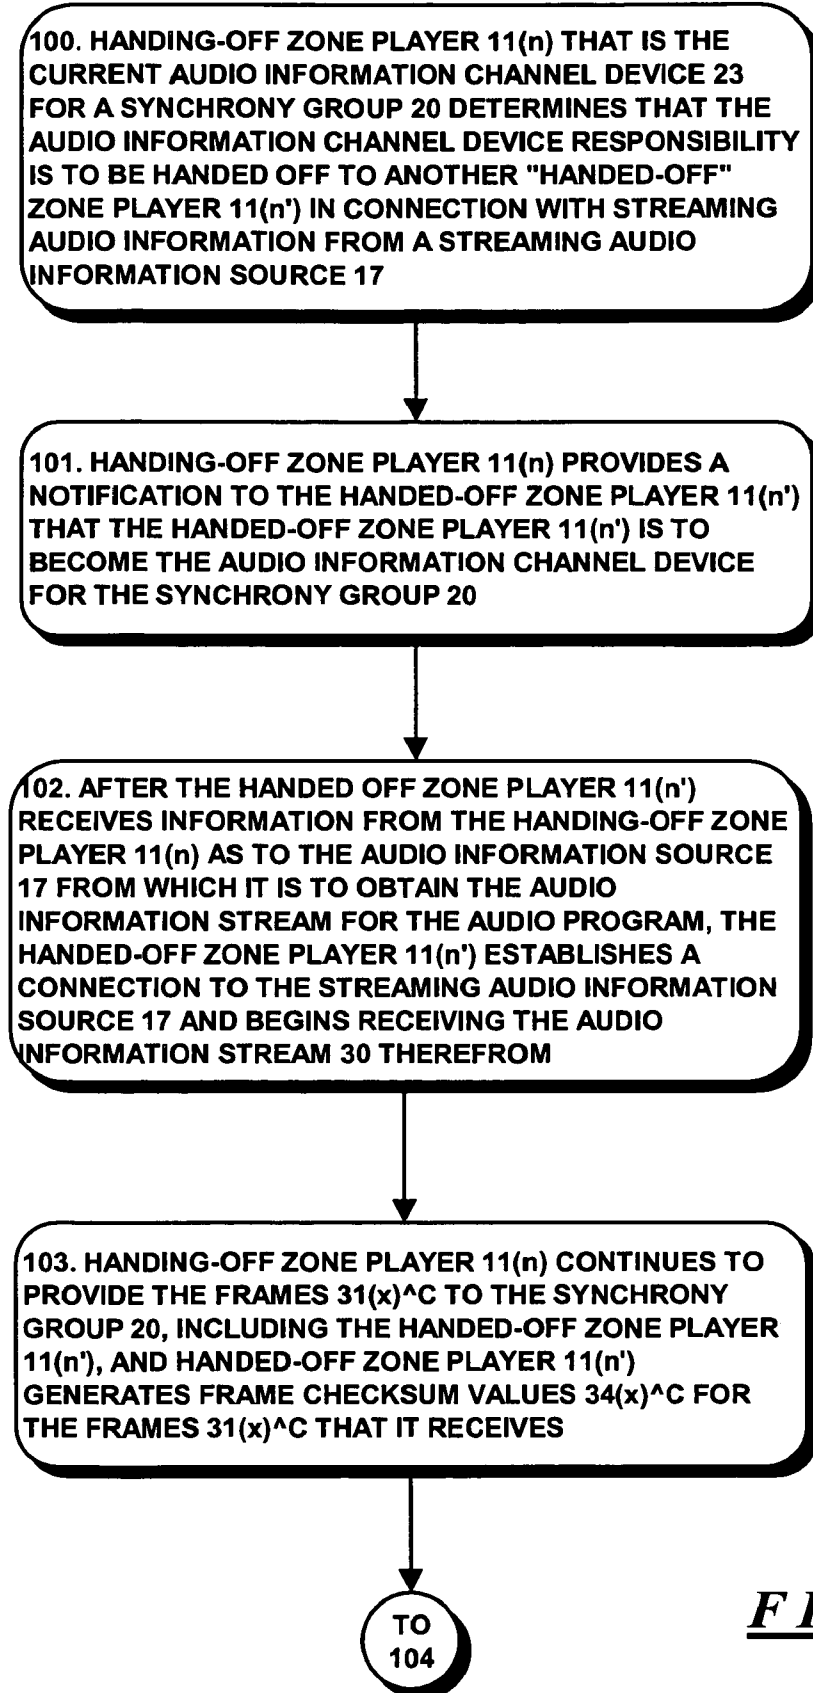 100. HANDING-OFF ZONE PLAYER 11(n) THAT IS THE
CURRENT AUDIO INFORMATION CHANNEL DEVICE 23
FOR A SYNCHRONY GROUP 20 DETERMINES THAT THE
AUDIO INFORMATION CHANNEL DEVICE RESPONSIBILITY
IS TO BE HANDED OFF TO ANOTHER "HANDED-OFF"
ZONE PLAYER 11(n') IN CONNECTION WITH STREAMING
AUDIO INFORMATION FROM A STREAMING AUDIO
INFORMATION SOURCE 17
101. HANDING-OFF ZONE PLAYER 11(n) PROVIDES A
NOTIFICATION TO THE HANDED-OFF ZONE PLAYER 11(n')
THAT THE HANDED-OFF ZONE PLAYER 11(n') IS TO
BECOME THE AUDIO INFORMATION CHANNEL DEVICE
FOR THE SYNCHRONY GROUP 20
102. AFTER THE HANDED OFF ZONE PLAYER 11(n')
RECEIVES INFORMATION FROM THE HANDING-OFF ZONE
PLAYER 11(n) AS TO THE AUDIO INFORMATION SOURCE
17 FROM WHICH IT IS TO OBTAIN THE AUDIO
INFORMATION STREAM FOR THE AUDIO PROGRAM, THE
HANDED-OFF ZONE PLAYER 11(n') ESTABLISHES A
CONNECTION TO THE STREAMING AUDIO INFORMATION
SOURCE 17 AND BEGINS RECEIVING THE AUDIO
INFORMATION STREAM 30 THEREFROM
103. HANDING-OFF ZONE PLAYER 11(n) CONTINUES TO
PROVIDE THE FRAMES 31(x)^C TO THE SYNCHRONY
GROUP 20, INCLUDING THE HANDED-OFF ZONE PLAYER
11(n'), AND HANDED-OFF ZONE PLAYER 11(n')
GENERATES FRAME CHECKSUM VALUES 34(x)^C FOR
THE FRAMES 31(x)^C THAT IT RECEIVES
TO
104
F I